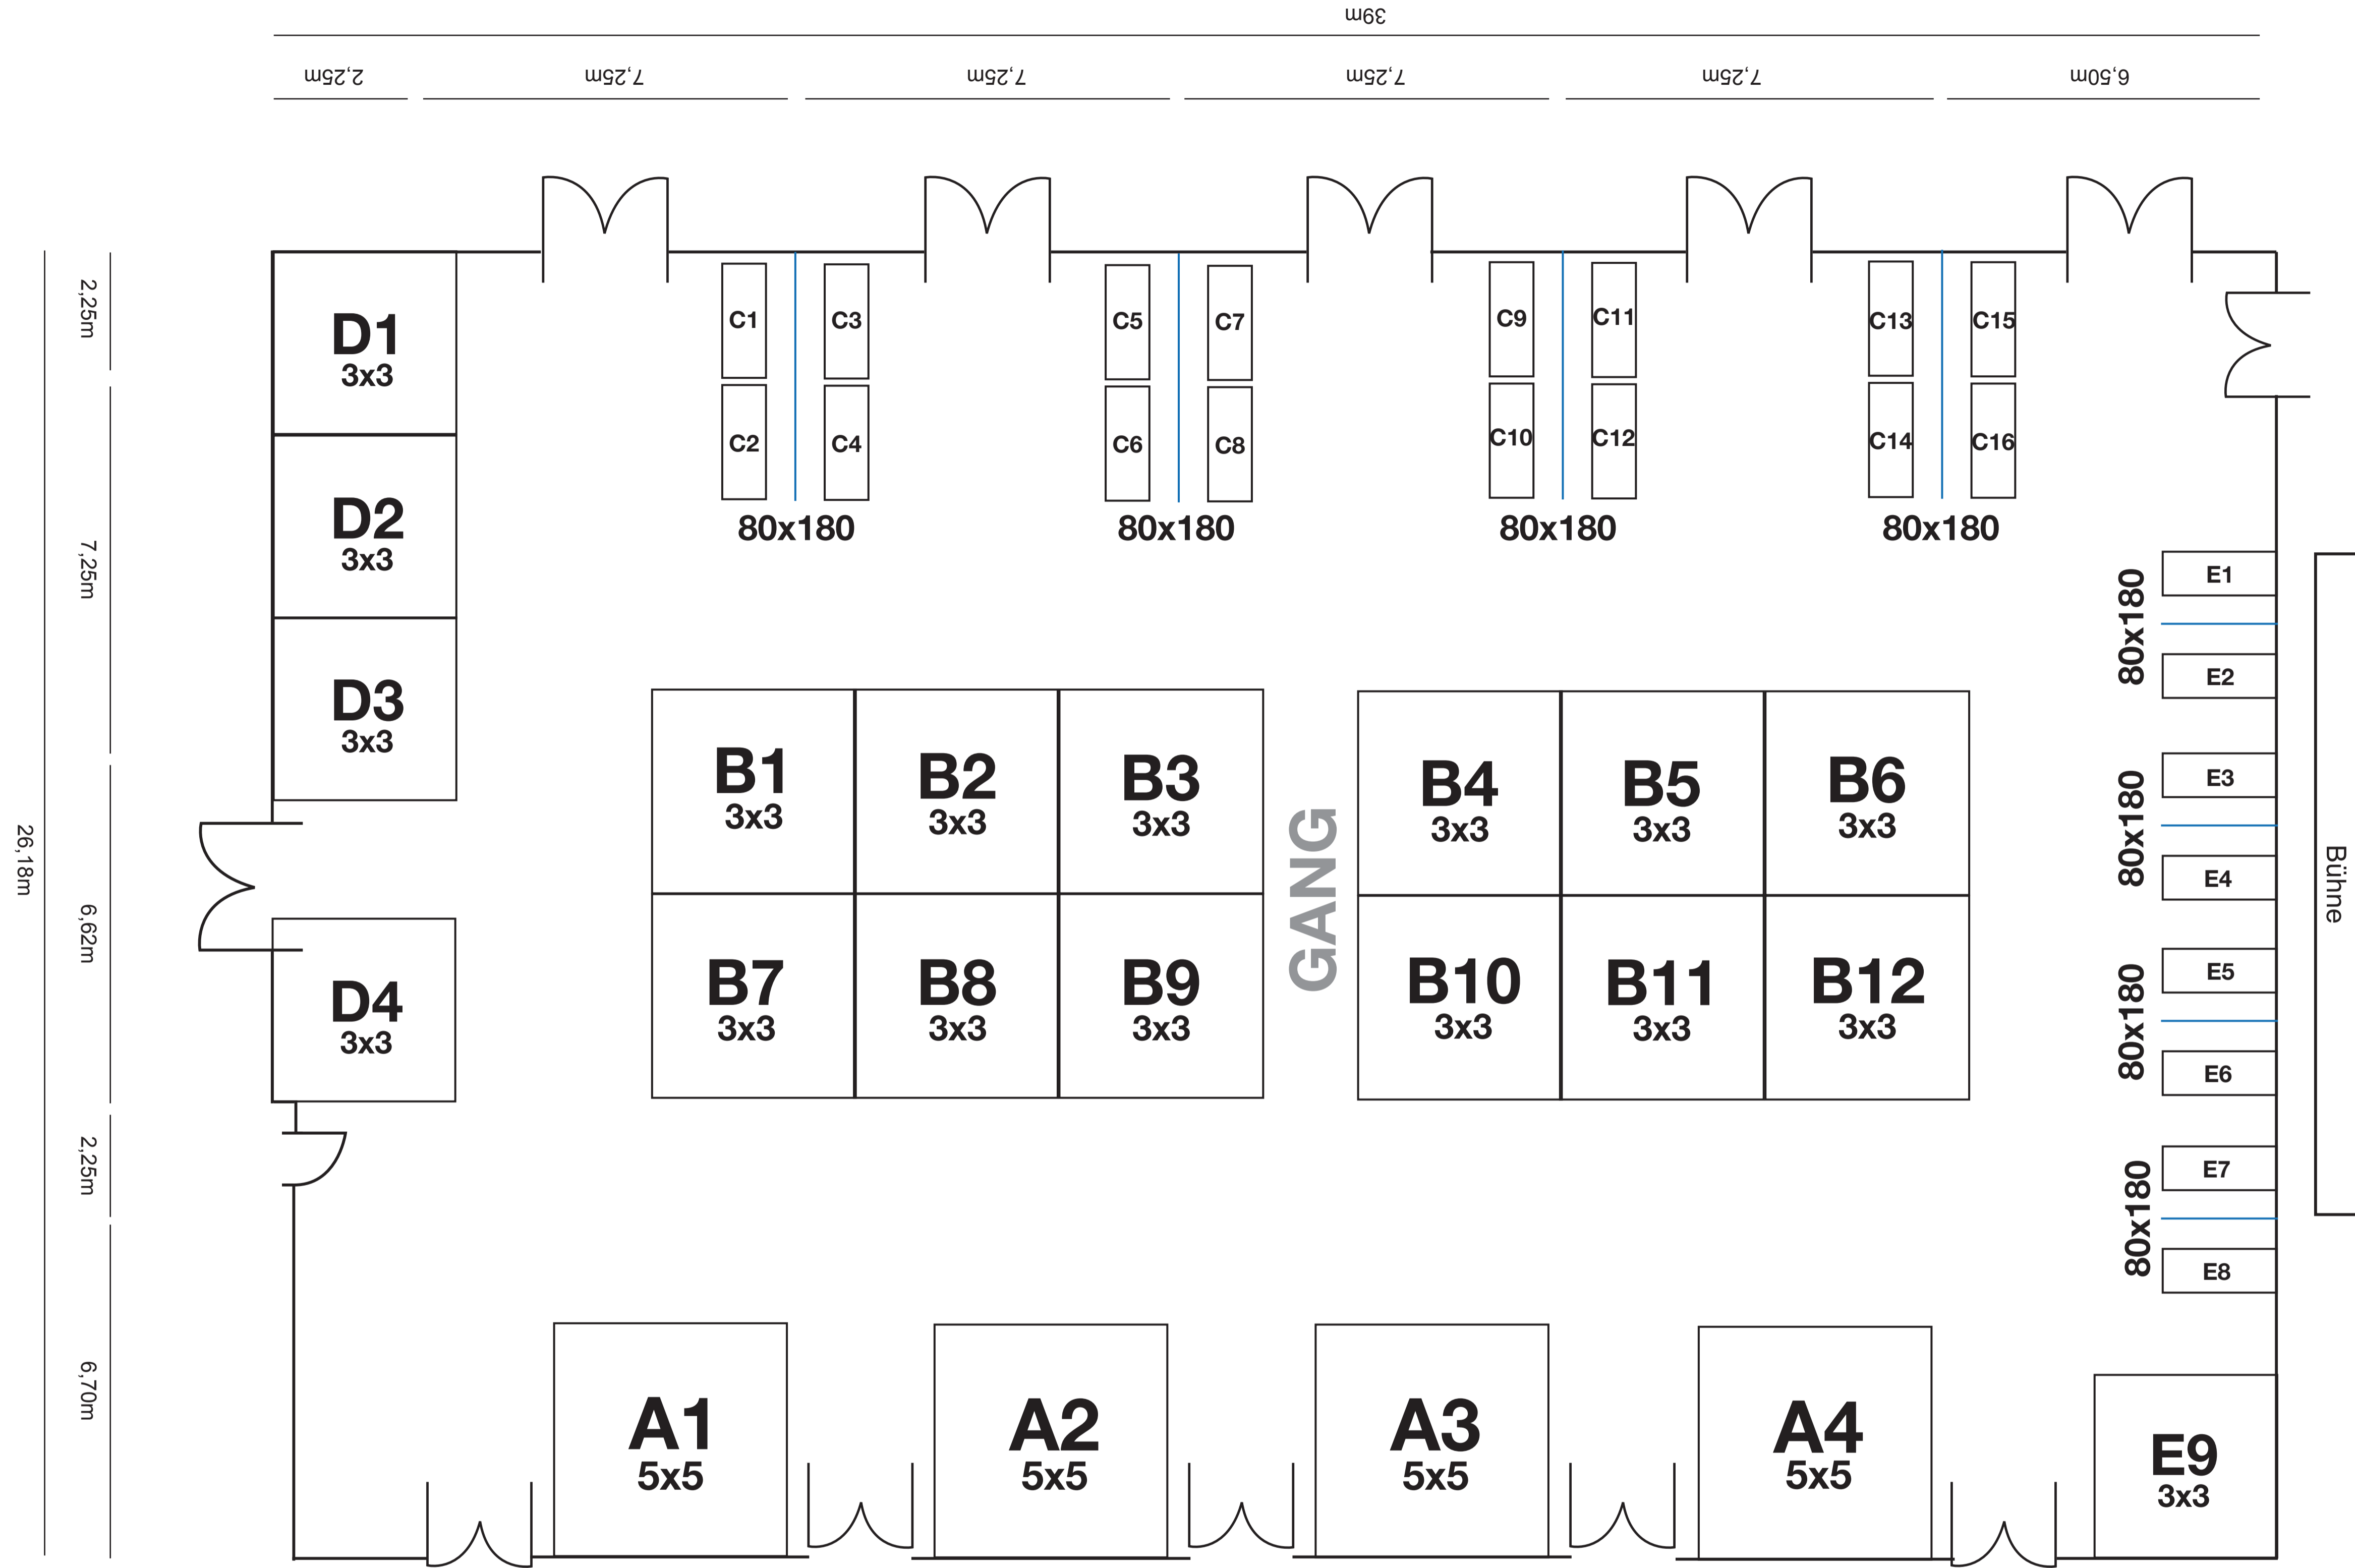 39m
2,25m
7,25m
7,25m
7,25m
7,25m
6,50m
26,18m
2,25m
7,25m
6,62m
2,25m
6,70m
D1
3x3
D2
3x3
D3
3x3
D4
3x3
C1
C3
C2
C4
80x180
C5
C7
C6
C8
80x180
C9
C11
C10
C12
80x180
C13
C15
C14
C16
80x180
B1
3x3
B2
3x3
B3
3x3
B7
3x3
B8
3x3
B9
3x3
GANG
B4
3x3
B5
3x3
B6
3x3
B10
3x3
B11
3x3
B12
3x3
80x180
E1
E2
80x180
E3
E4
80x180
E5
E6
80x180
E7
E8
Bühne
A1
5x5
A2
5x5
A3
5x5
A4
5x5
E9
3x3